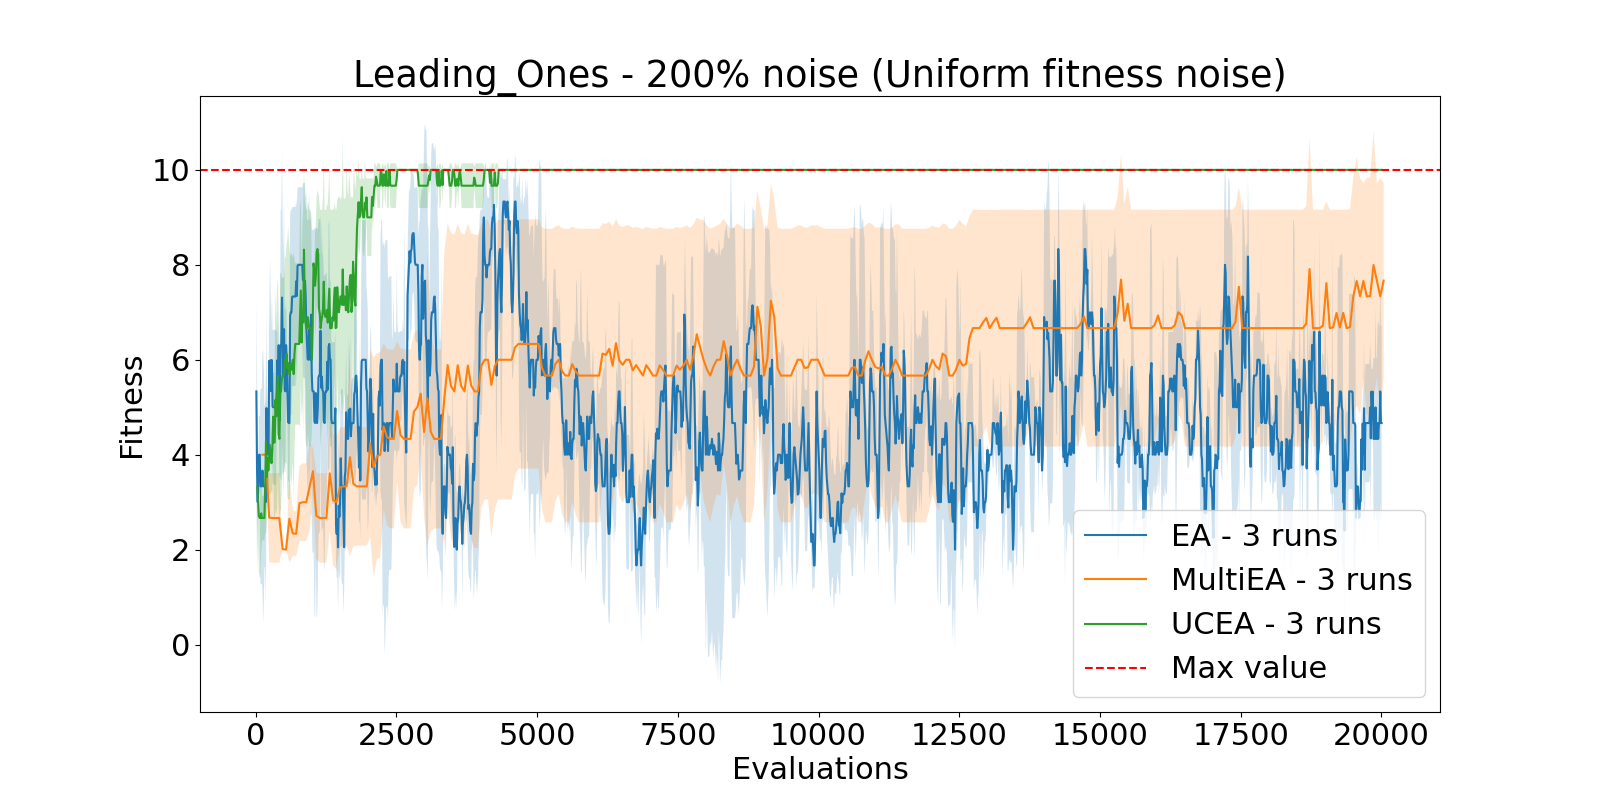 Leading_Ones - 200% noise (Uniform fitness noise)
10
8
6
4
2
0
Fitness
EA - 3 runs
MultiEA - 3 runs
UCEA - 3 runs
Max value
0 2500 5000 7500 10000 12500 15000 17500 20000
Evaluations